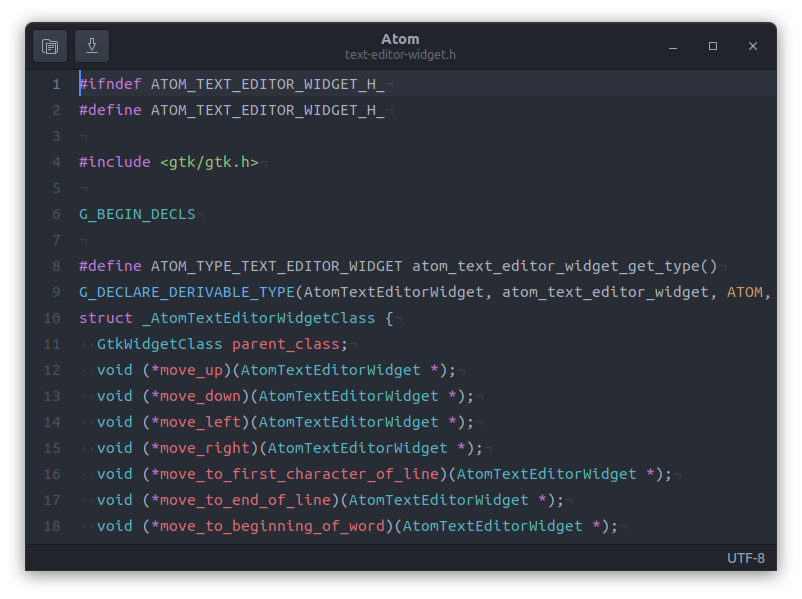 Atom
text-editor-widget.h
1 #ifndef ATOM_TEXT_EDITOR_WIDGET_H_¬
2 #define ATOM_TEXT_EDITOR_WIDGET_H_¬
3 ¬
4 #include <gtk/gtk.h>¬
5 ¬
6 G_BEGIN_DECLS¬
7 ¬
8 #define ATOM_TYPE_TEXT_EDITOR_WIDGET atom_text_editor_widget_get_type()¬
9 G_DECLARE_DERIVABLE_TYPE(AtomTextEditorWidget, atom_text_editor_widget, ATOM,
10 struct _AtomTextEditorWidgetClass {¬
11 ··GtkWidgetClass parent_class;¬
12 ··void (*move_up)(AtomTextEditorWidget *);¬
13 ··void (*move_down)(AtomTextEditorWidget *);¬
14 ··void (*move_left)(AtomTextEditorWidget *);¬
15 ··void (*move_right)(AtomTextEditorWidget *);¬
16 ··void (*move_to_first_character_of_line)(AtomTextEditorWidget *);¬
17 ··void (*move_to_end_of_line)(AtomTextEditorWidget *);¬
18 ··void (*move_to_beginning_of_word)(AtomTextEditorWidget *);¬
UTF-8